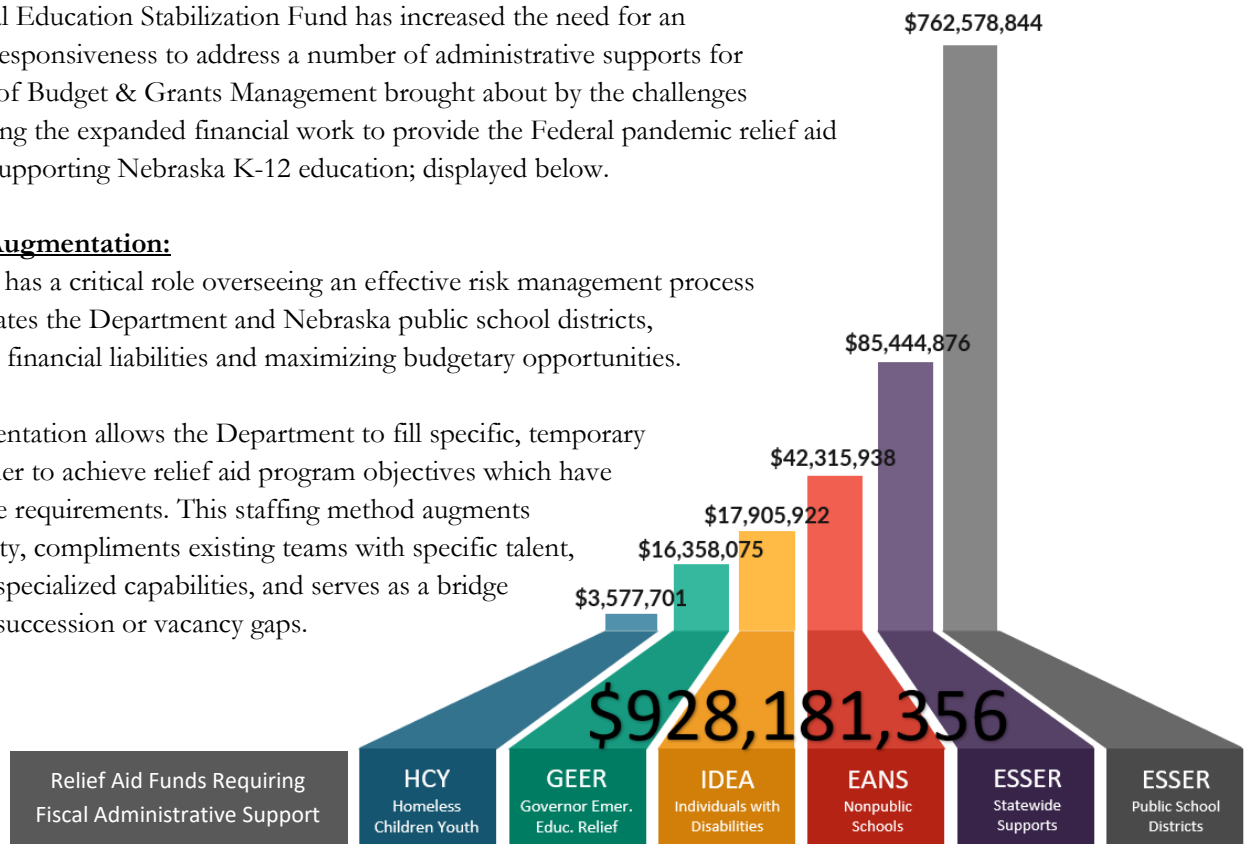 al Education Stabilization Fund has increased the need for an
esponsiveness to address a number of administrative supports for
of Budget & Grants Management brought about by the challenges
ng the expanded financial work to provide the Federal pandemic relief aid
upporting Nebraska K-12 education; displayed below.
Augmentation:
has a critical role overseeing an effective risk management process
ates the Department and Nebraska public school districts,
financial liabilities and maximizing budgetary opportunities.
entation allows the Department to fill specific, temporary
er to achieve relief aid program objectives which have
e requirements. This staffing method augments
ty, compliments existing teams with specific talent,
specialized capabilities, and serves as a bridge
succession or vacancy gaps.
$762,578,844
$85,444,876
$42,315,938
$17,905,922
$16,358,075
$3,577,701
$928,181,356
Relief Aid Funds Requiring
Fiscal Administrative Support
HCY
Homeless
Children Youth
GEER
Governor Emer.
Educ. Relief
IDEA
Individuals with
Disabilities
EANS
Nonpublic
Schools
ESSER
Statewide
Supports
ESSER
Public School
Districts